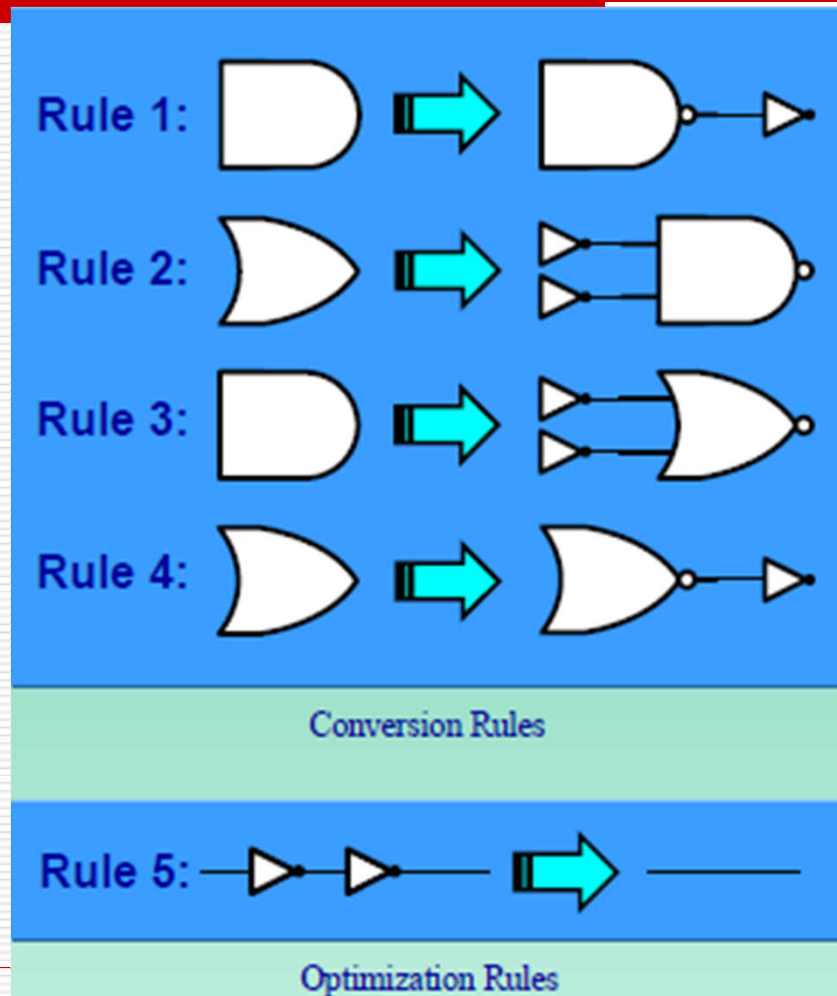 Rule 1:
Rule 2:
Rule 3:
Rule 4:
Conversion Rules
Rule 5:
Optimization Rules